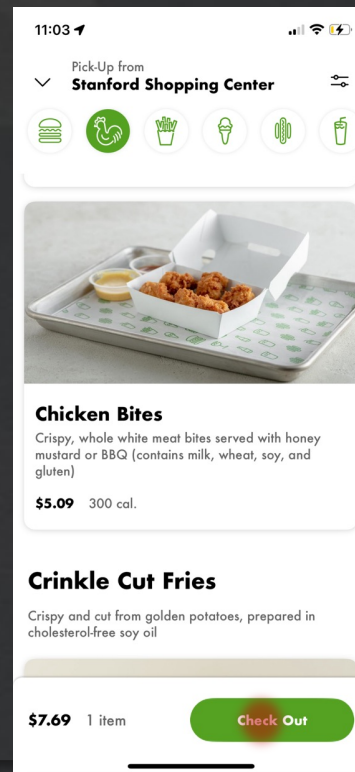 11:03
Pick-Up from
Stanford Shopping Center
Chicken Bites
Crispy, whole white meat bites served with honey
mustard or BBQ (contains milk, wheat, soy, and
gluten)
$5.09 300 cal.
Crinkle Cut Fries
Crispy and cut from golden potatoes, prepared in
cholesterol-free soy oil
$7.69 1 item Check Out